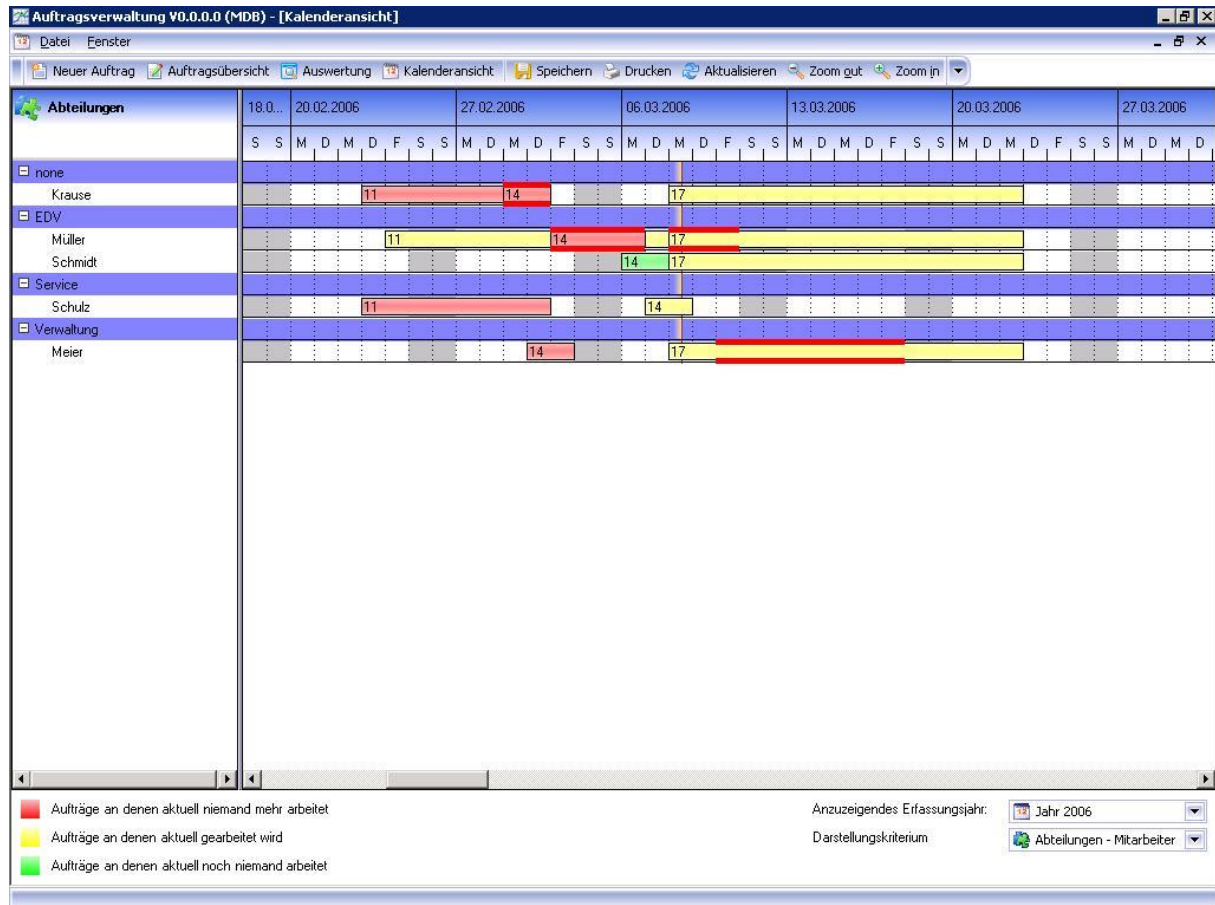 Auftragsverwaltung V0.0.0.0 (MDB) - [Kalenderansicht]
Datei Fenster
Neuer Auftrag Auftragsübersicht Auswertung Kalenderansicht Speichern Drucken Aktualisieren Zoom out Zoom in
Abteilungen 18.0... 20.02.2006 27.02.2006 06.03.2006 13.03.2006 20.03.2006 27.03.2006
S S M D M D F S S M D M D F S S M D M D F S S M D M D F S S M D M D F S S M D M D
none
Krause 11 14 17
EDV
Müller 11 14 17
Schmidt 14 17
Service
Schulz 11 14
Verwaltung
Meier 14 17
Aufträge an denen aktuell niemand mehr arbeitet
Anzuzeigendes Erfassungsjahr: 12 Jahr 2006
Aufträge an denen aktuell gearbeitet wird
Darstellungskriterium Abteilungen - Mitarbeiter
Aufträge an denen aktuell noch niemand arbeitet